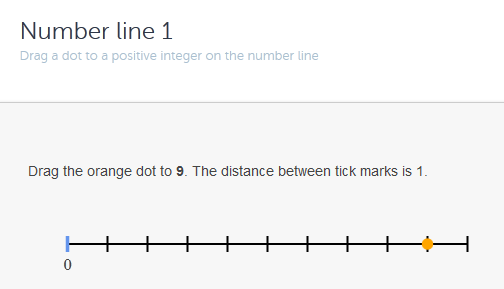 Number line 1
Drag a dot to a positive integer on the number line
Drag the orange dot to 9. The distance between tick marks is 1.
0